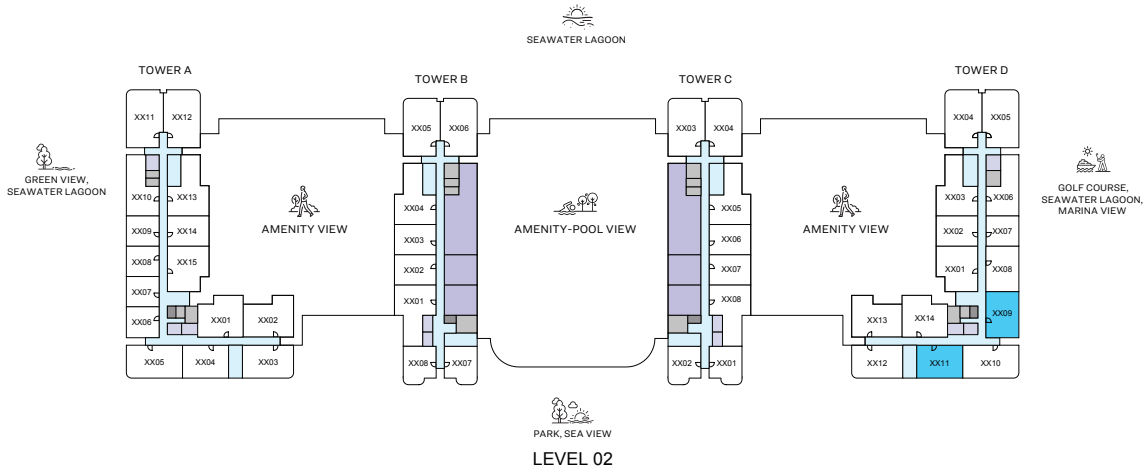 SEAWATER LAGOON
TOWER A
TOWER B
TOWER C
TOWER D
XX11
XX12
XX10
XX13
XX09
XX14
XX08
XX15
XX07
XX06
XX01
XX02
XX05
XX04
XX03
GREEN VIEW,
SEAWATER LAGOON
AMENITY VIEW
XX05
XX06
XX04
XX03
XX02
XX01
XX08
XX07
AMENITY-POOL VIEW
XX03
XX04
XX05
XX06
XX07
XX08
XX02
XX01
AMENITY VIEW
XX04
XX05
XX03
XX06
XX02
XX07
XX01
XX08
XX09
XX13
XX14
XX12
XX11
XX10
GOLF COURSE,
SEAWATER LAGOON,
MARINA VIEW
PARK, SEA VIEW
LEVEL 02